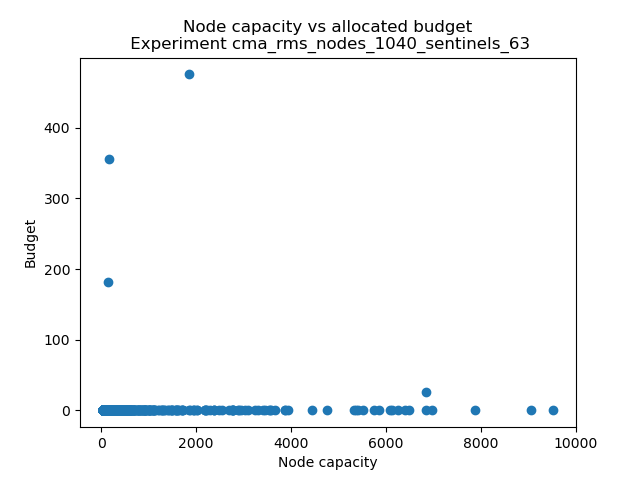 Node capacity vs allocated budget
Experiment cma_rms_nodes_1040_sentinels_63
400
300
200
100
0
Budget
0 2000 4000 6000 8000 10000
Node capacity